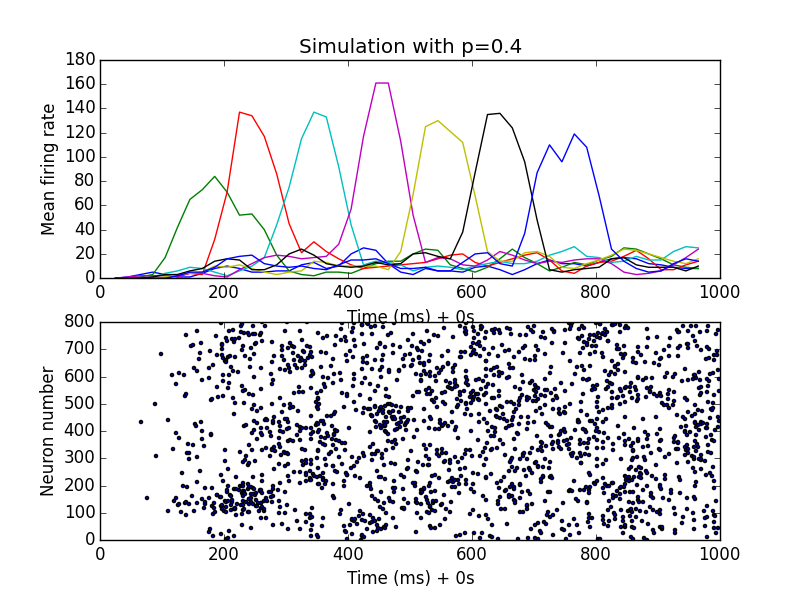 Simulation with p=0.4
Mean firing rate
180
160
140
120
100
80
60
40
20
0
0 200 400 600 800 1000
Time (ms) + 0s
Neuron number
800
700
600
500
400
300
200
100
0
0 200 400 600 800 1000
Time (ms) + 0s